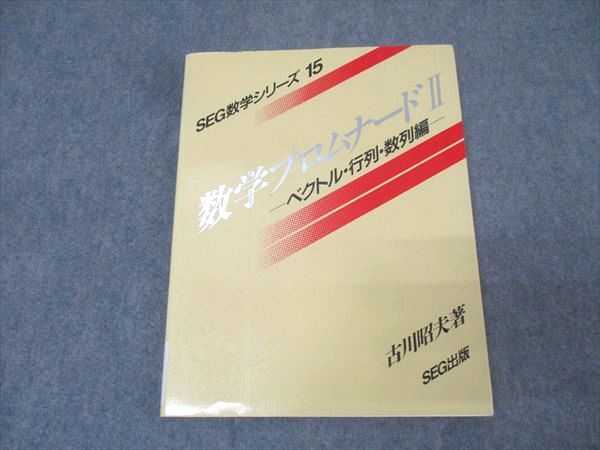 SEG数学シリーズ 15
数学プロムナードⅡ
―ベクトル・行列・数列編―
古川昭夫著
SEG出版